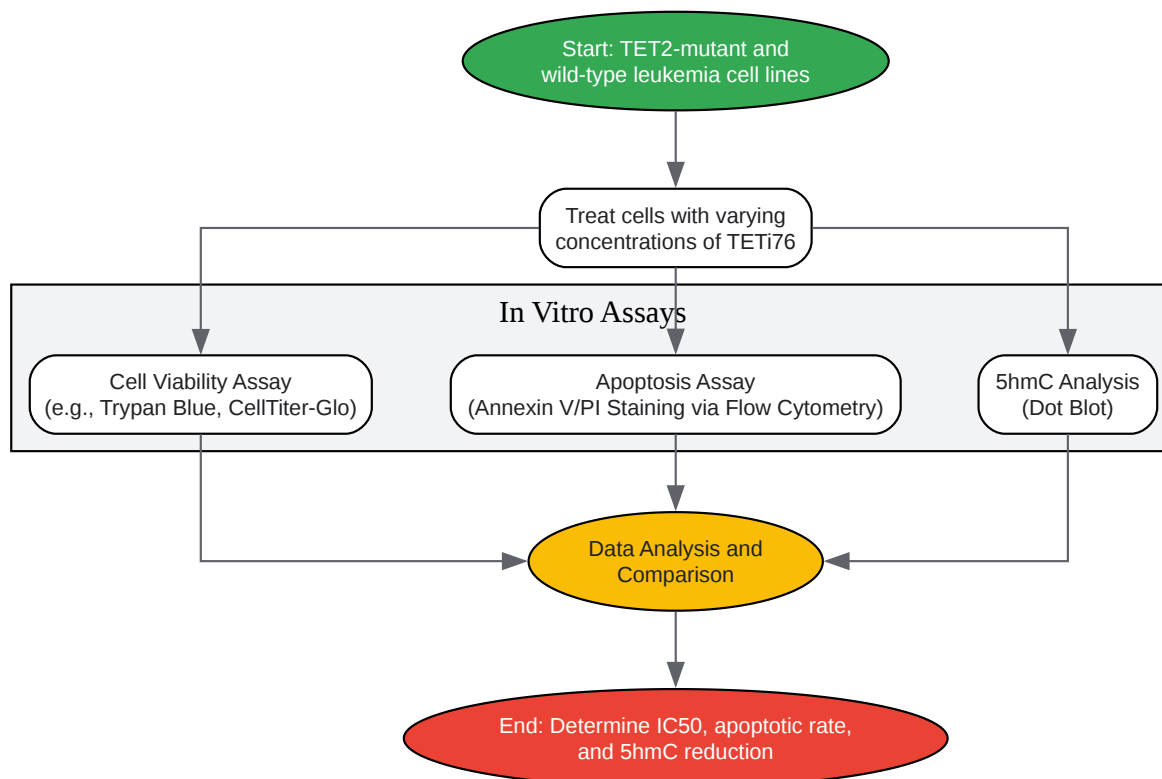 Start: TET2-mutant and
wild-type leukemia cell lines
Treat cells with varying
concentrations of TETi76
In Vitro Assays
Cell Viability Assay
(e.g., Trypan Blue, CellTiter-Glo)
Apoptosis Assay
(Annexin V/PI Staining via Flow Cytometry)
5hmC Analysis
(Dot Blot)
Data Analysis and
Comparison
End: Determine IC50, apoptotic rate,
and 5hmC reduction